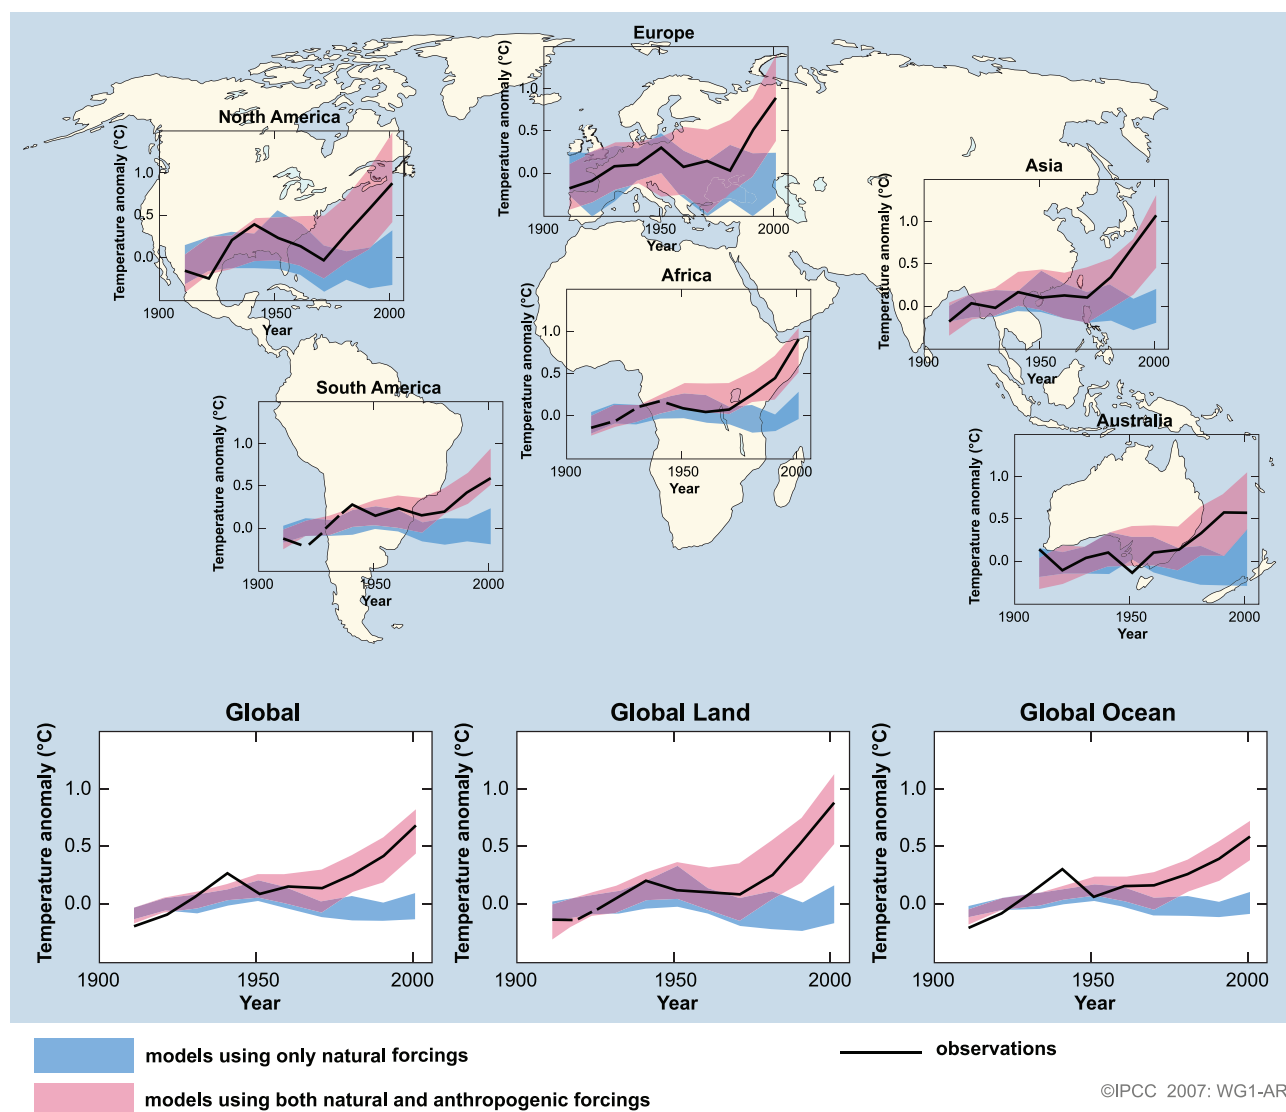 Europe
Temperature anomaly (°C)
1.0
0.5
0.0
1900
1950
2000
Year
North America
Temperature anomaly (°C)
1.0
0.5
0.0
1900
1950
2000
Year
Asia
Temperature anomaly (°C)
1.0
0.5
0.0
1900
1950
2000
Year
Africa
Temperature anomaly (°C)
1.0
0.5
0.0
1900
1950
2000
Year
South America
Temperature anomaly (°C)
1.0
0.5
0.0
1900
1950
2000
Year
Australia
Temperature anomaly (°C)
1.0
0.5
0.0
1900
1950
2000
Year
Global
Temperature anomaly (°C)
1.0
0.5
0.0
1900
1950
2000
Year
Global Land
Temperature anomaly (°C)
1.0
0.5
0.0
1900
1950
2000
Year
Global Ocean
Temperature anomaly (°C)
1.0
0.5
0.0
1900
1950
2000
Year
models using only natural forcings
observations
models using both natural and anthropogenic forcings
©IPCC 2007: WG1-AR